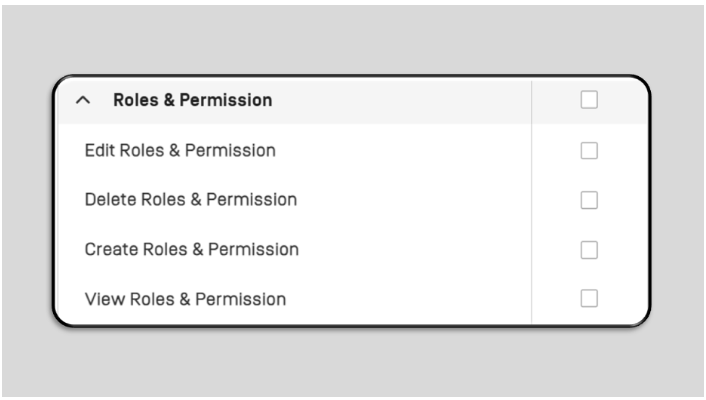 Roles & Permission
Edit Roles & Permission
Delete Roles & Permission
Create Roles & Permission
View Roles & Permission